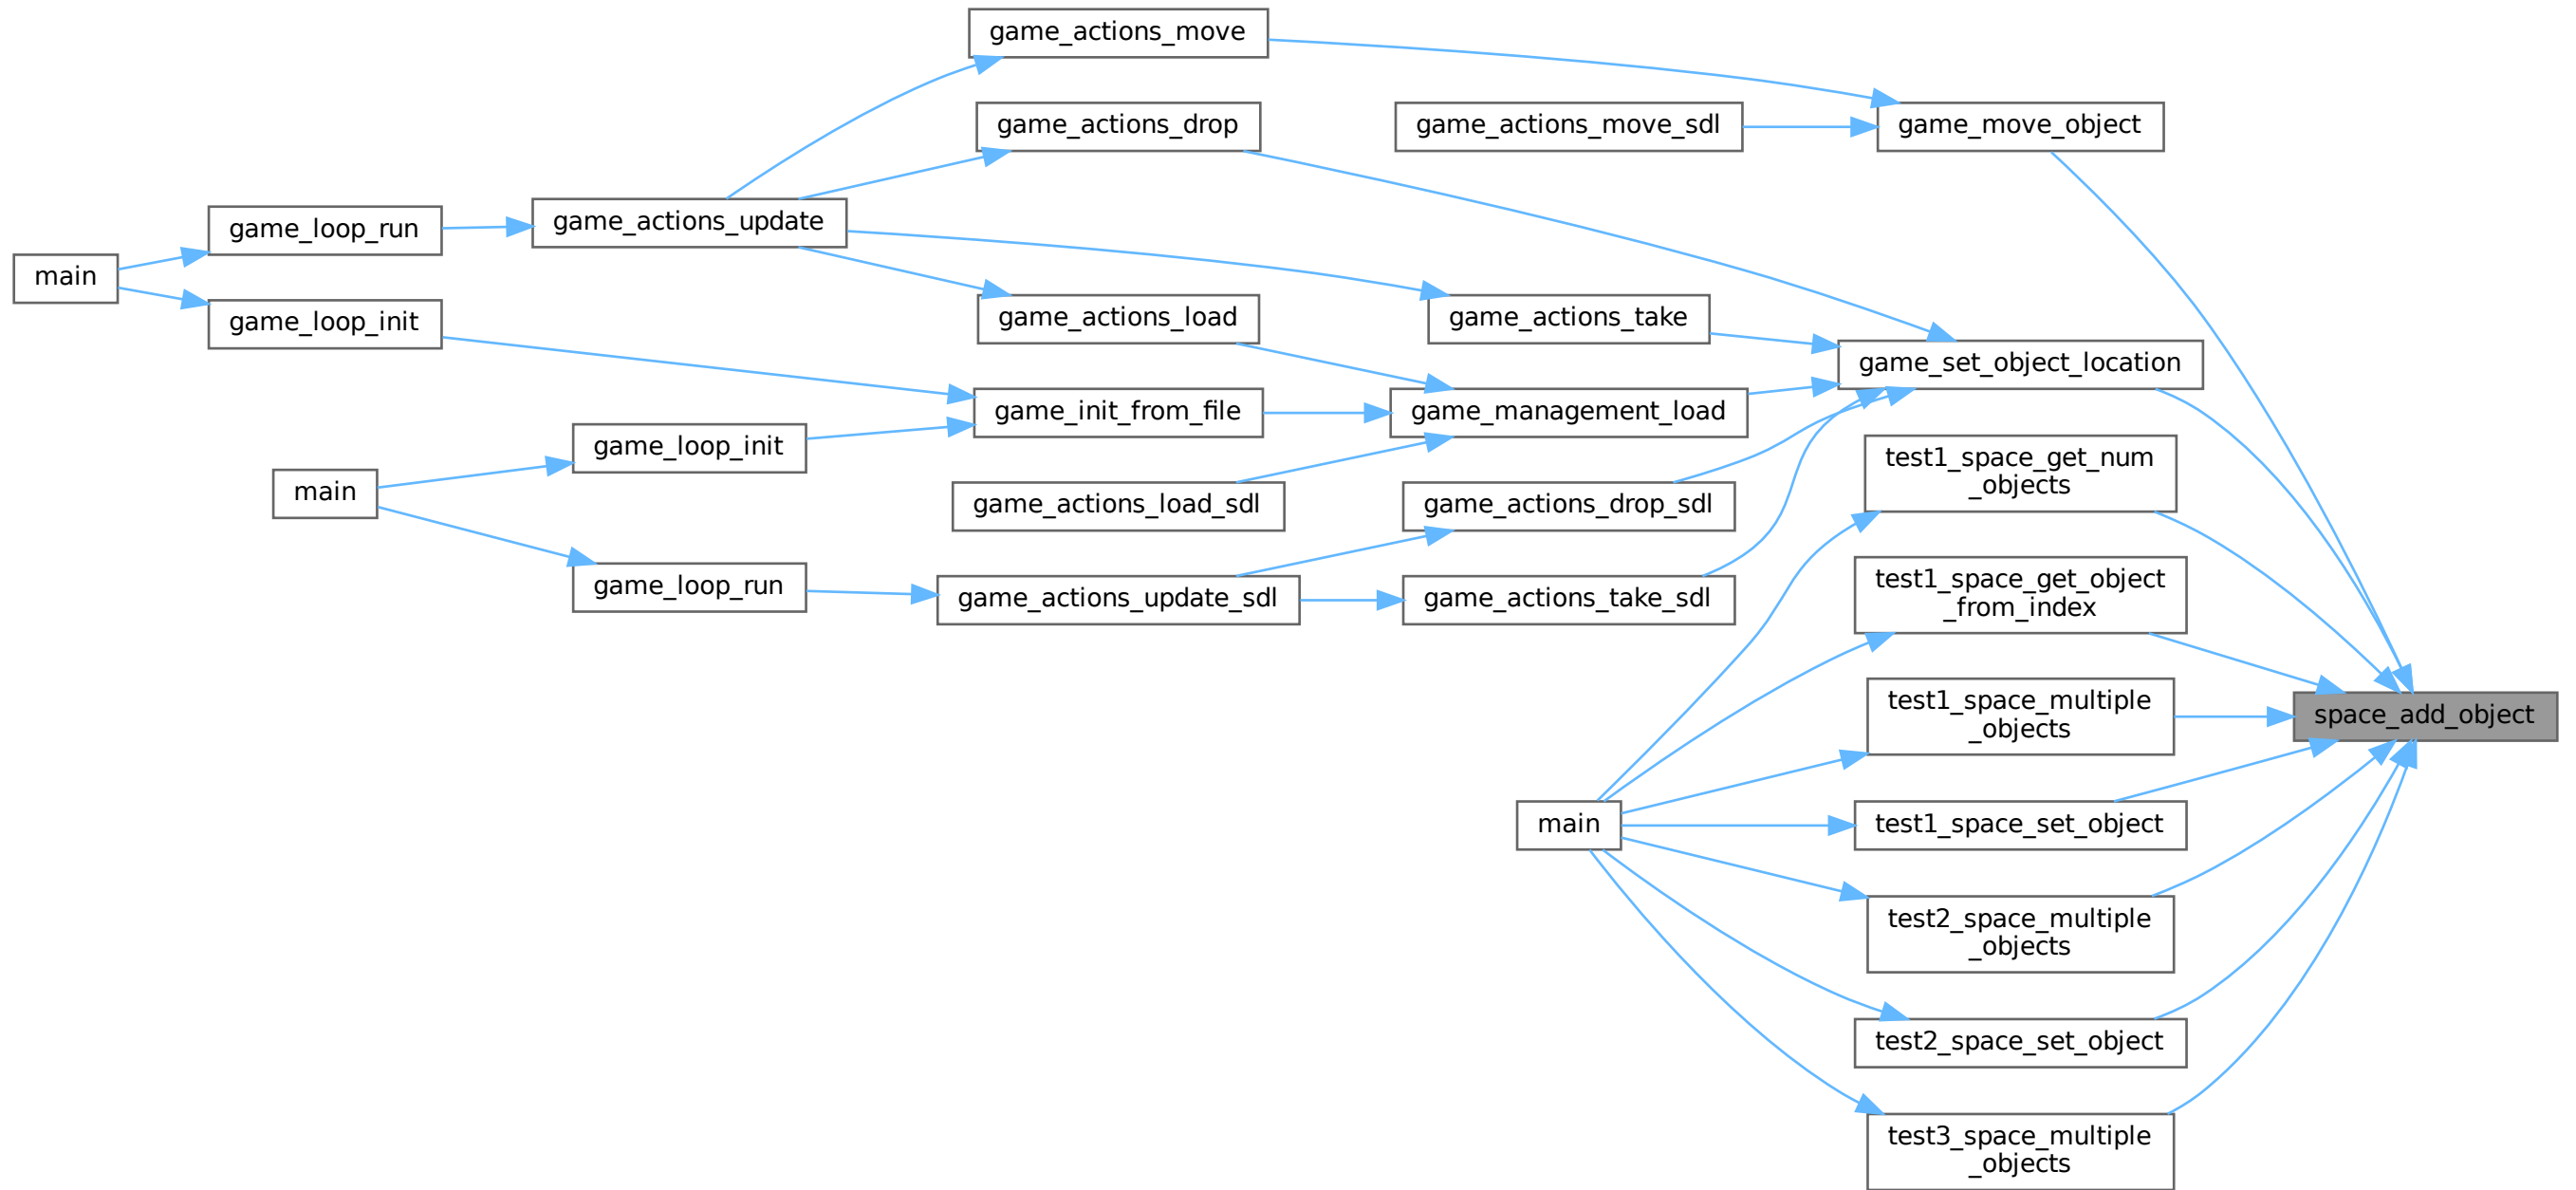 game_actions_move
game_actions_drop
game_actions_move_sdl
game_move_object
game_loop_run
game_actions_update
main
game_loop_init
game_actions_load
game_actions_take
game_set_object_location
game_init_from_file
game_management_load
game_loop_init
main
test1_space_get_num
_objects
game_actions_load_sdl
game_actions_drop_sdl
game_loop_run
game_actions_update_sdl
game_actions_take_sdl
test1_space_get_object
_from_index
test1_space_multiple
_objects
space_add_object
main
test1_space_set_object
test2_space_multiple
_objects
test2_space_set_object
test3_space_multiple
_objects